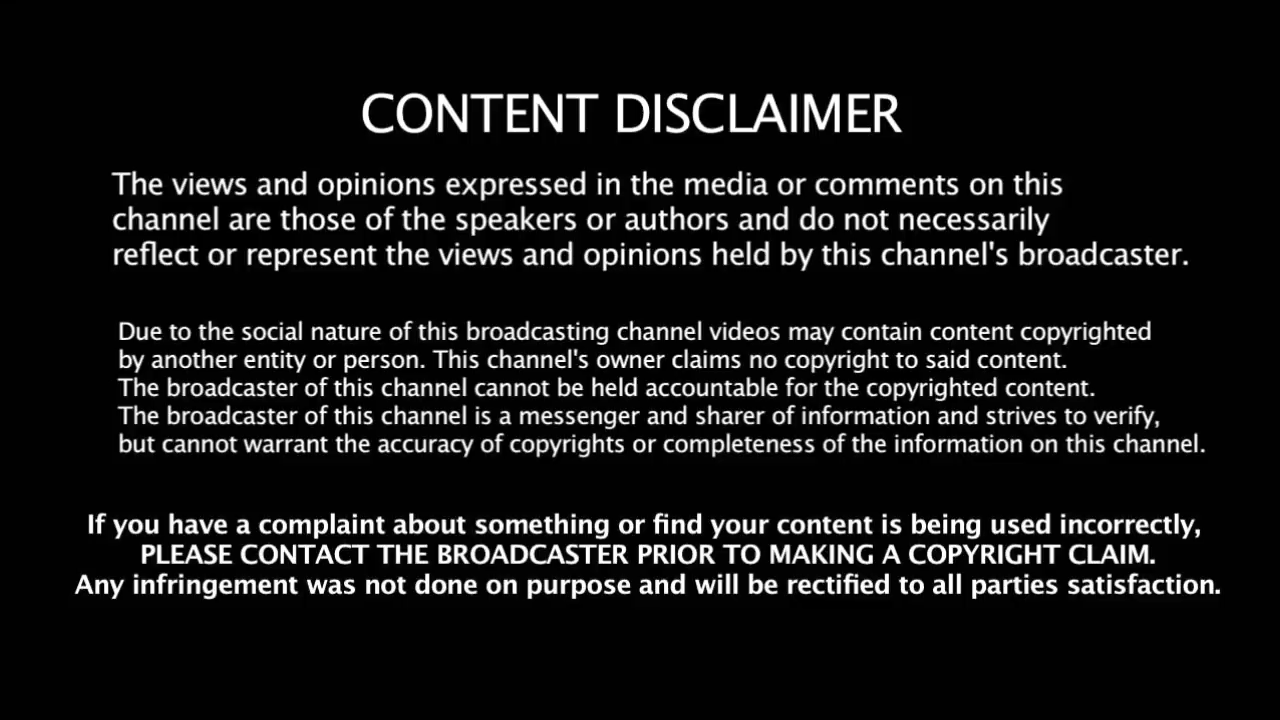 CONTENT DISCLAIMER
The views and opinions expressed in the media or comments on this
channel are those of the speakers or authors and do not necessarily
reflect or represent the views and opinions held by this channel's broadcaster.
Due to the social nature of this broadcasting channel videos may contain content copyrighted
by another entity or person. This channel's owner claims no copyright to said content.
The broadcaster of this channel cannot be held accountable for the copyrighted content.
The broadcaster of this channel is a messenger and sharer of information and strives to verify,
but cannot warrant the accuracy of copyrights or completeness of the information on this channel.
If you have a complaint about something or find your content is being used incorrectly,
PLEASE CONTACT THE BROADCASTER PRIOR TO MAKING A COPYRIGHT CLAIM.
Any infringement was not done on purpose and will be rectified to all parties satisfaction.